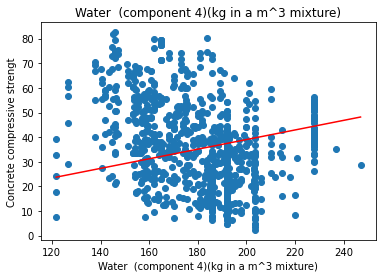 Water  (component 4)(kg in a m^3 mixture)
Concrete compressive strengt
80
70
60
50
40
30
20
10
0
120 140 160 180 200 220 240
Water  (component 4)(kg in a m^3 mixture)